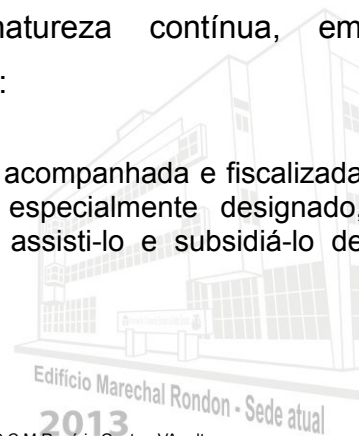 natureza contínua, em
:
acompanhada e fiscalizada
especialmente designado,
assisti-lo e subsidiá-lo de
Edifício Marechal Rondon - Sede atual
2013